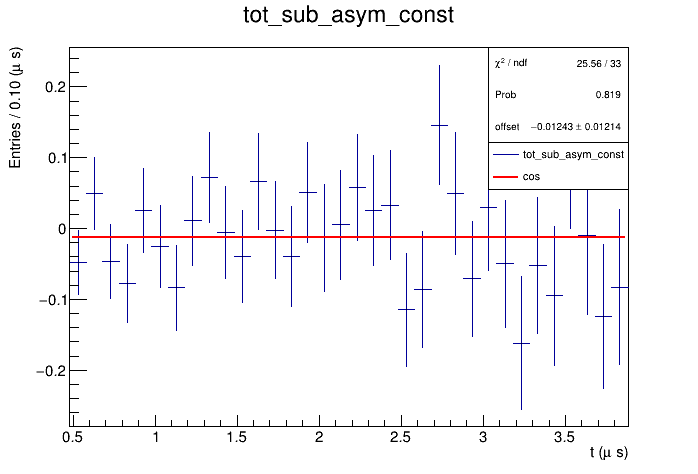 tot_sub_asym_const
Entries / 0.10 (μ s)
χ² / ndf 25.56 / 33
Prob 0.819
offset −0.01243 ± 0.01214
tot_sub_asym_const
cos
0.2
0.1
0
−0.1
−0.2
0.5 1 1.5 2 2.5 3 3.5
t (μ s)